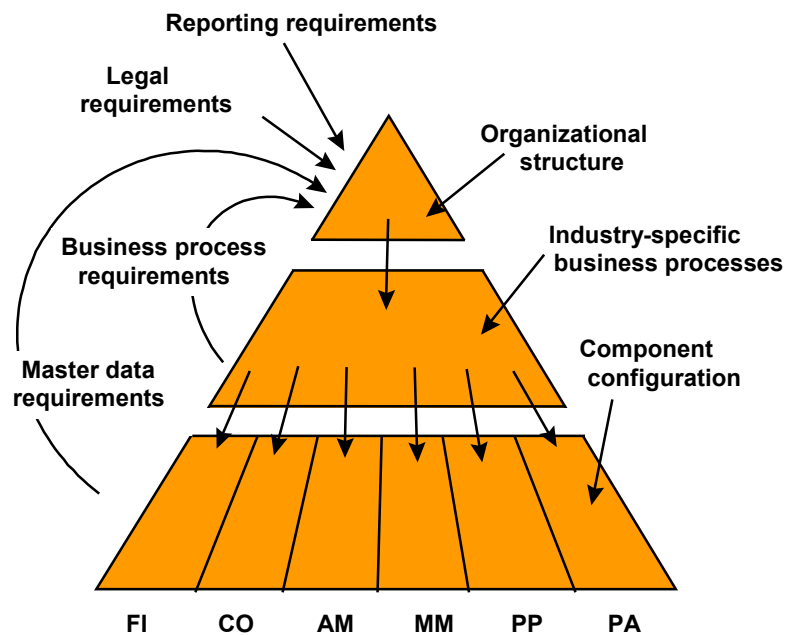 Reporting requirements
Legal
requirements
Organizational
structure
Business process
requirements
Industry-specific
business processes
Master data
requirements
Component
configuration
FI CO AM MM PP PA